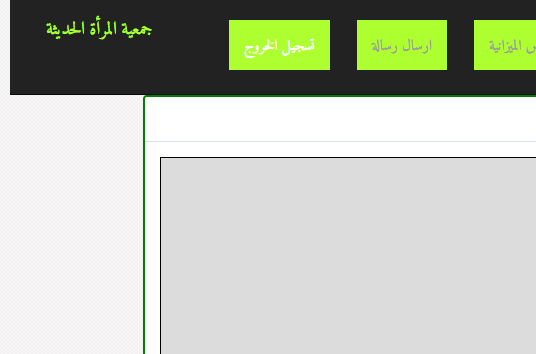 الميزانية
ارسال رسالة
تسجيل الخروج
جمعية المرأة الحديثة